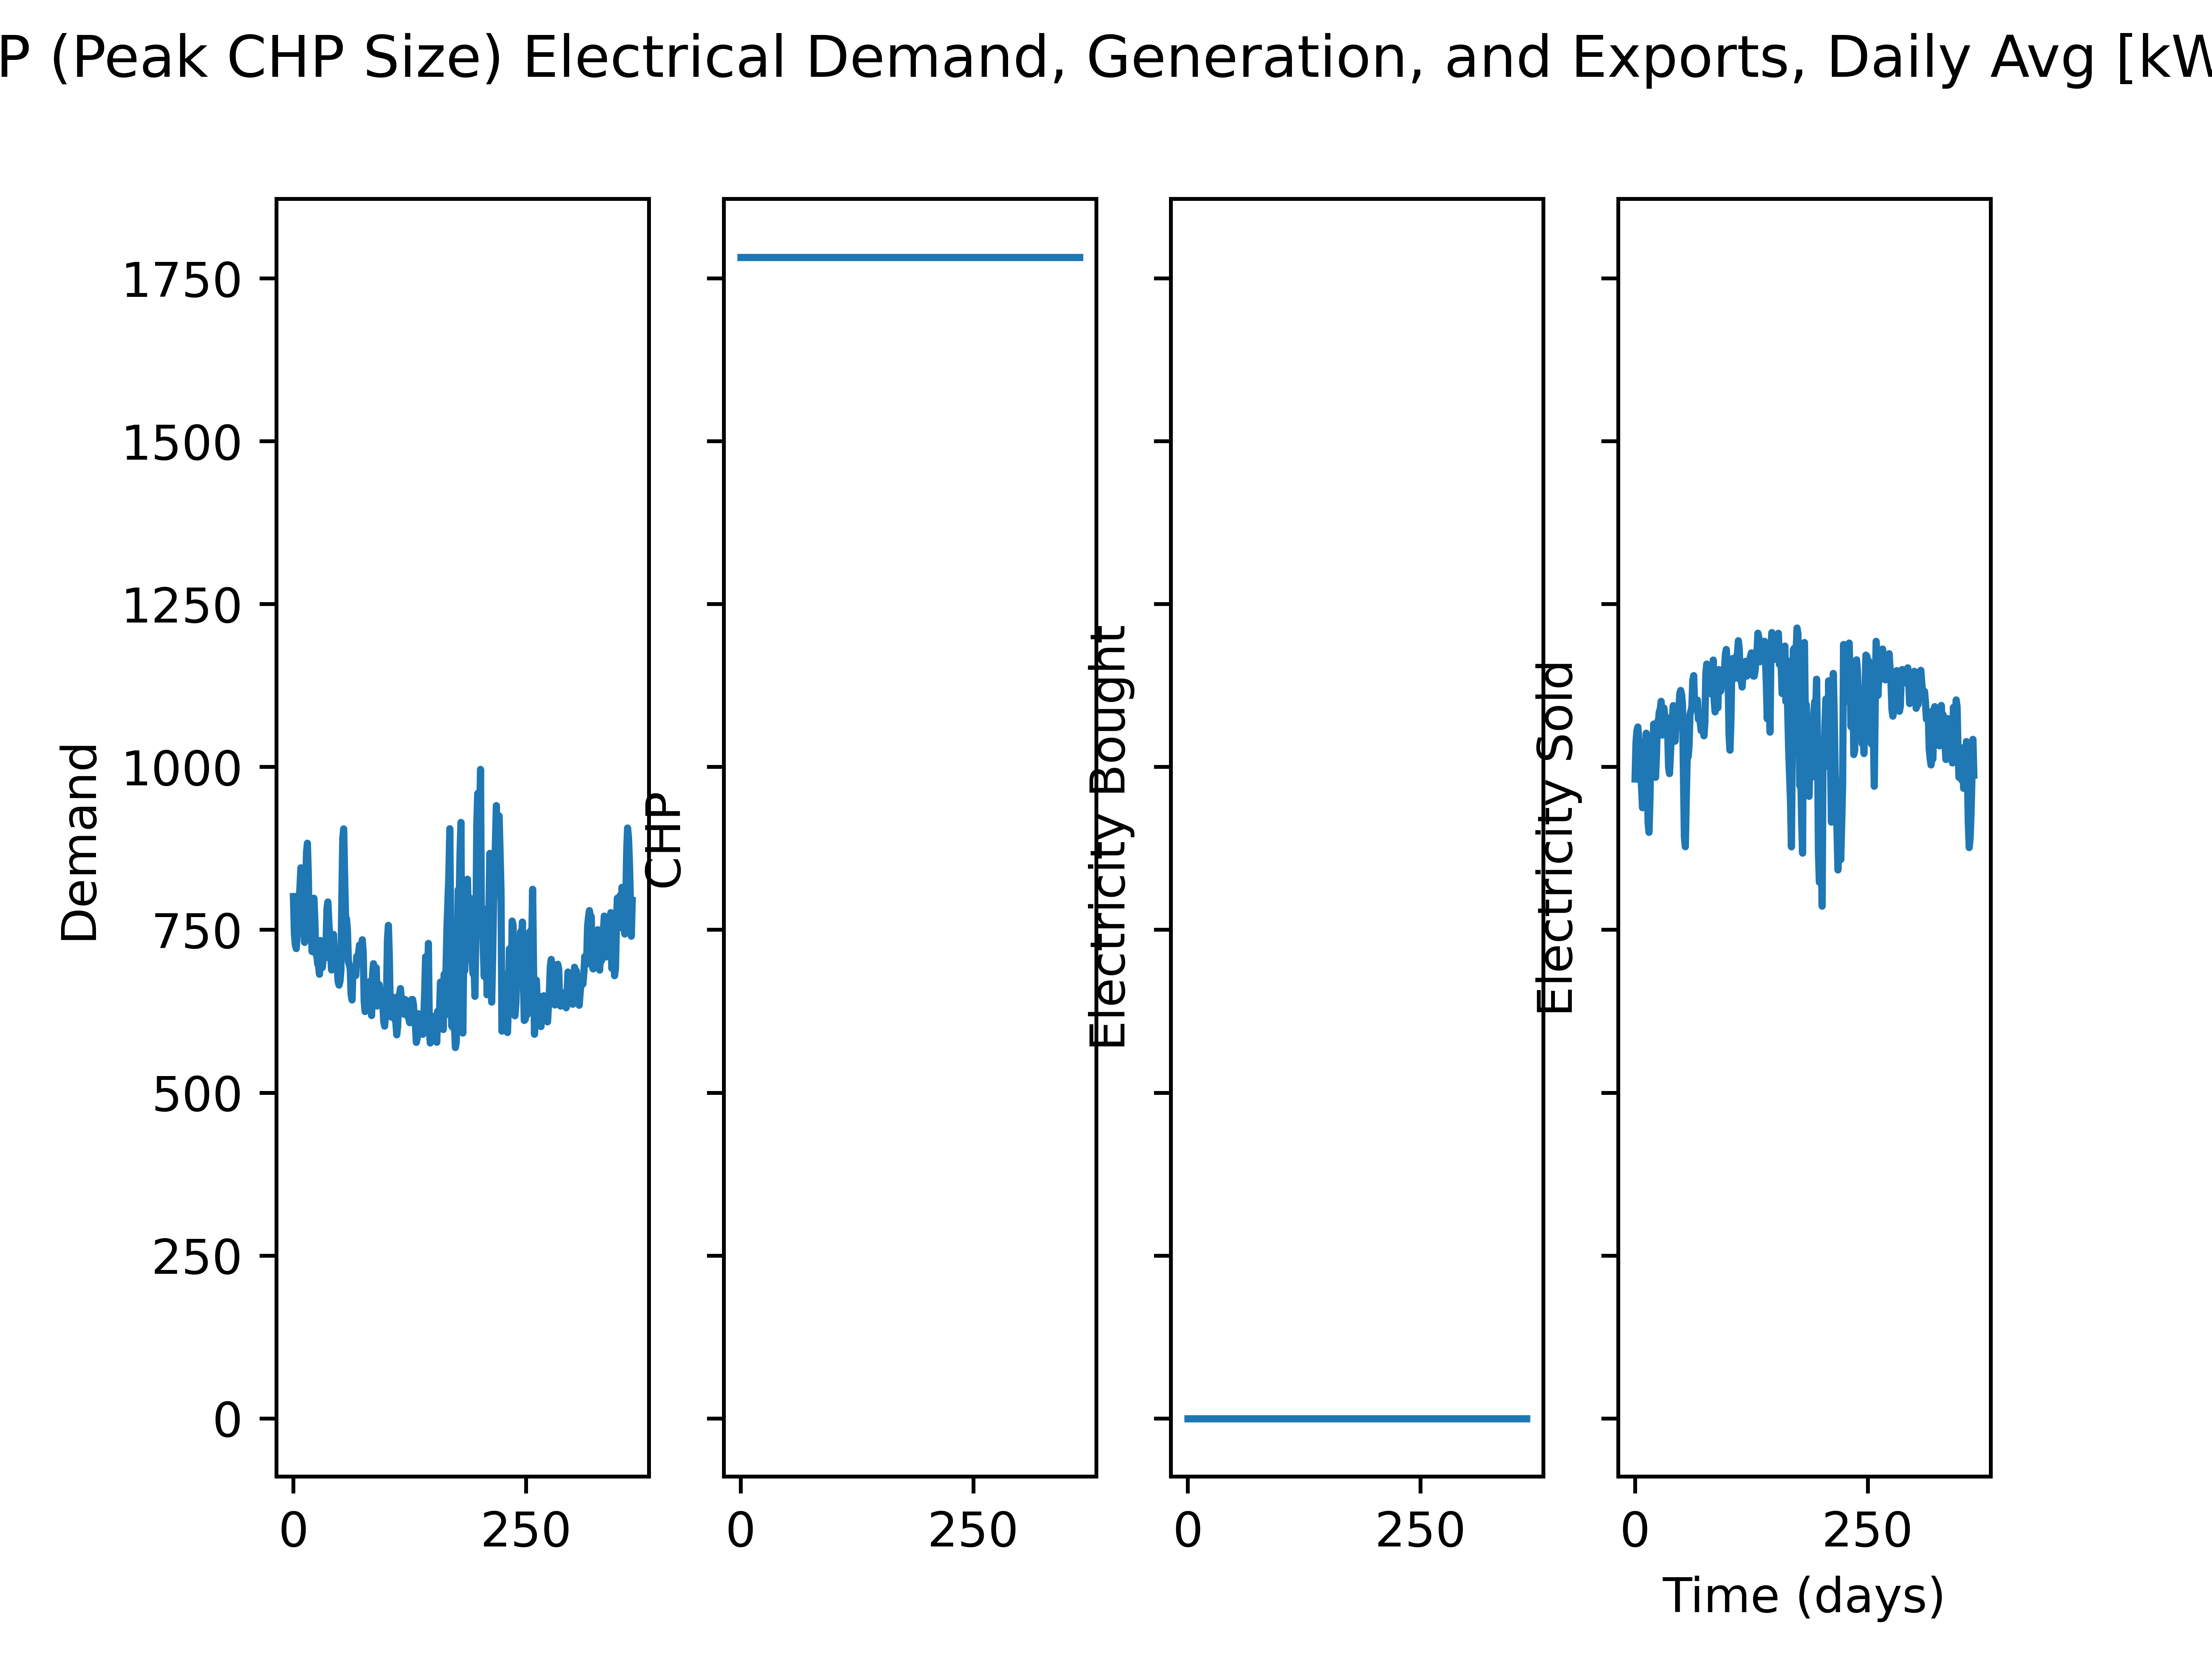 P (Peak CHP Size) Electrical Demand, Generation, and Exports, Daily Avg [kW
Demand
1750
1500
1250
1000
750
500
250
0
0 250
CHP
0 250
Electricity Bought
0 250
Electricity Sold
0 250
Time (days)